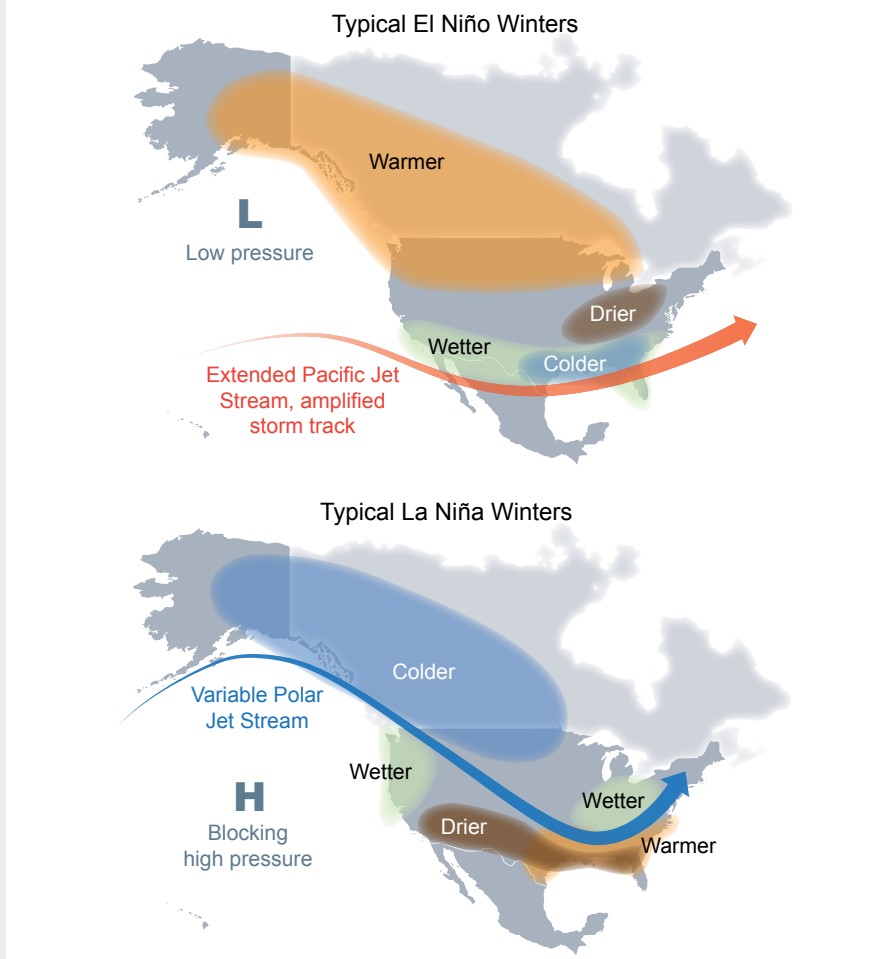 Typical El Niño Winters
Warmer
L
Low pressure
Drier
Wetter
Colder
Extended Pacific Jet
Stream, amplified
storm track
Typical La Niña Winters
Colder
Variable Polar
Jet Stream
Wetter
H
Blocking
high pressure
Wetter
Drier
Warmer